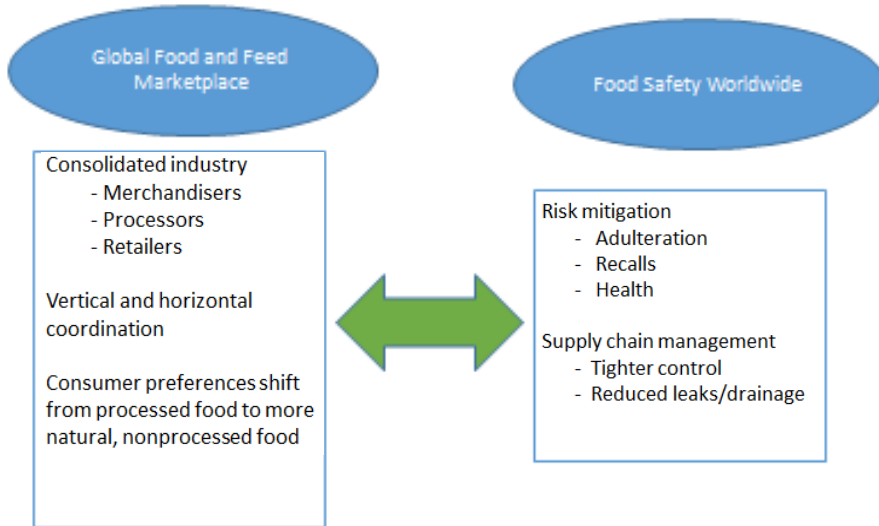 Global Food and Feed
Marketplace
Consolidated industry
- Merchandisers
- Processors
- Retailers
Vertical and horizontal
coordination
Consumer preferences shift
from processed food to more
natural, nonprocessed food
Food Safety Worldwide
Risk mitigation
- Adulteration
- Recalls
- Health
Supply chain management
- Tighter control
- Reduced leaks/drainage